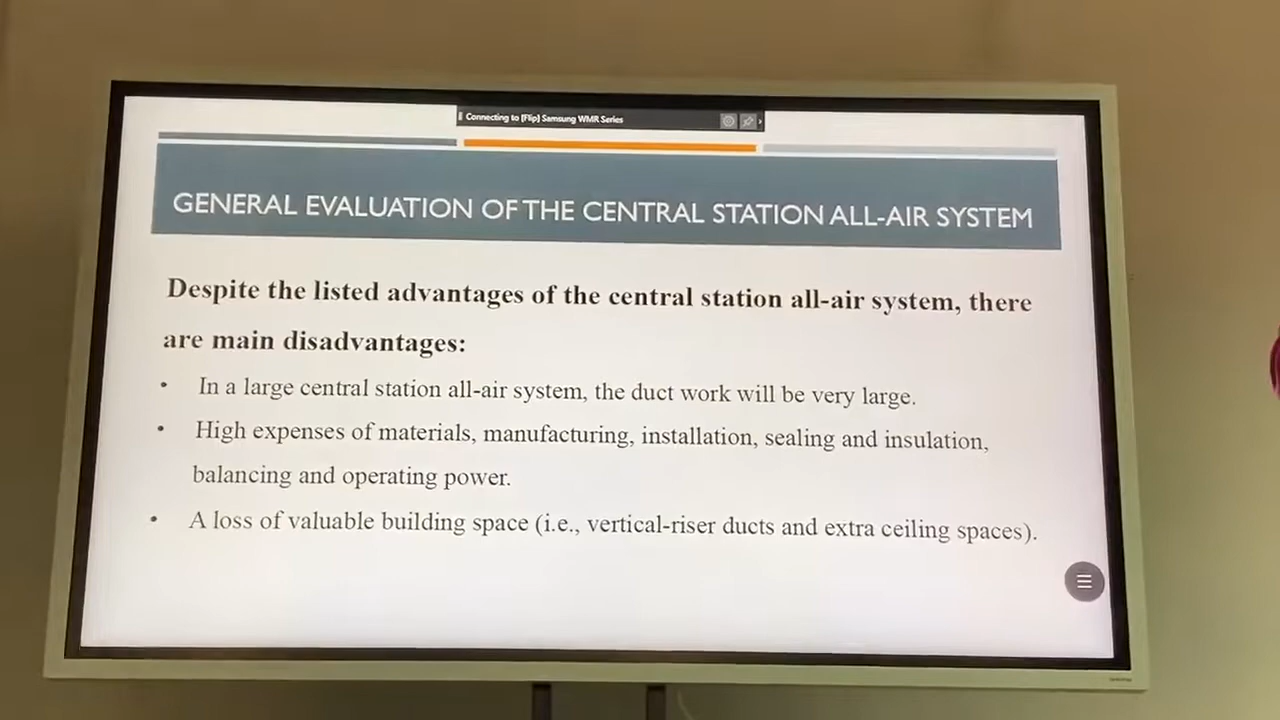 Connecting to [Flip] Samsung WMR Series
GENERAL EVALUATION OF THE CENTRAL STATION ALL-AIR SYSTEM
Despite the listed advantages of the central station all-air system, there
are main disadvantages:
• In a large central station all-air system, the duct work will be very large.
• High expenses of materials, manufacturing, installation, sealing and insulation,
balancing and operating power.
• A loss of valuable building space (i.e., vertical-riser ducts and extra ceiling spaces).